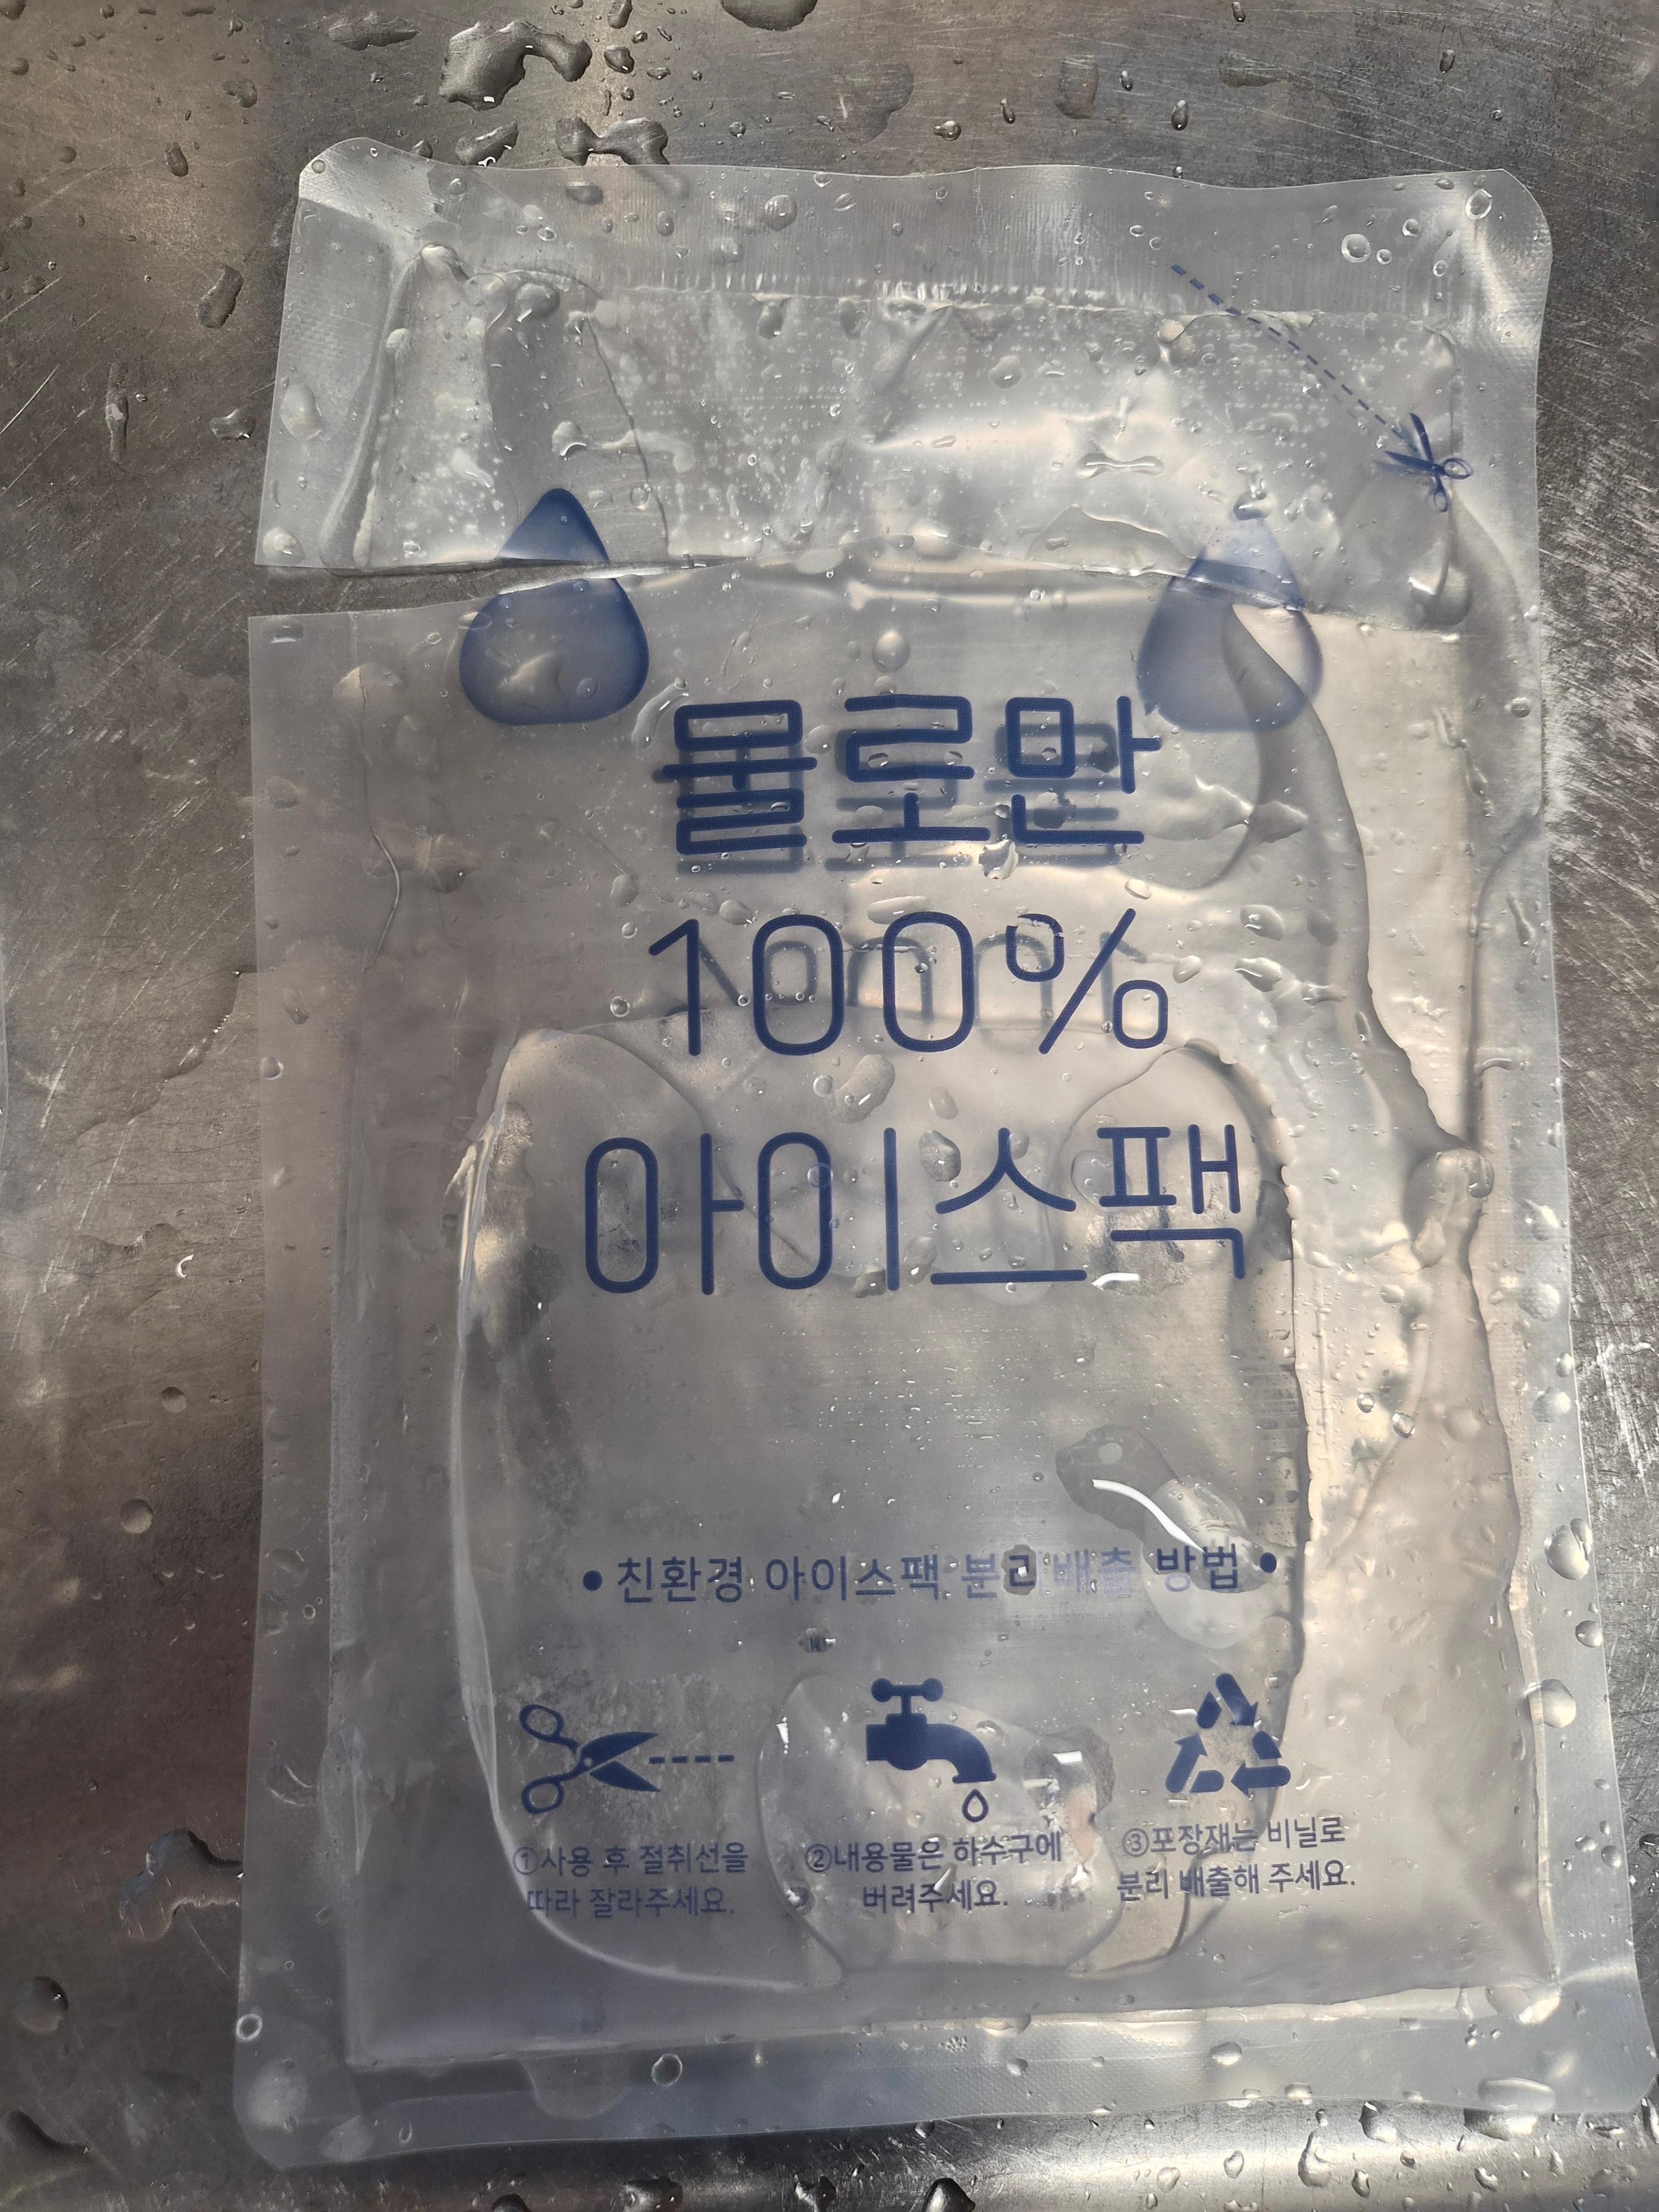 물로만
100%
아이스팩
• 친환경 아이스팩 분리배출 방법 •
①사용 후 절취선을
따라 잘라주세요.
②내용물은 하수구에
버려주세요.
③포장재는 비닐로
분리 배출해 주세요.